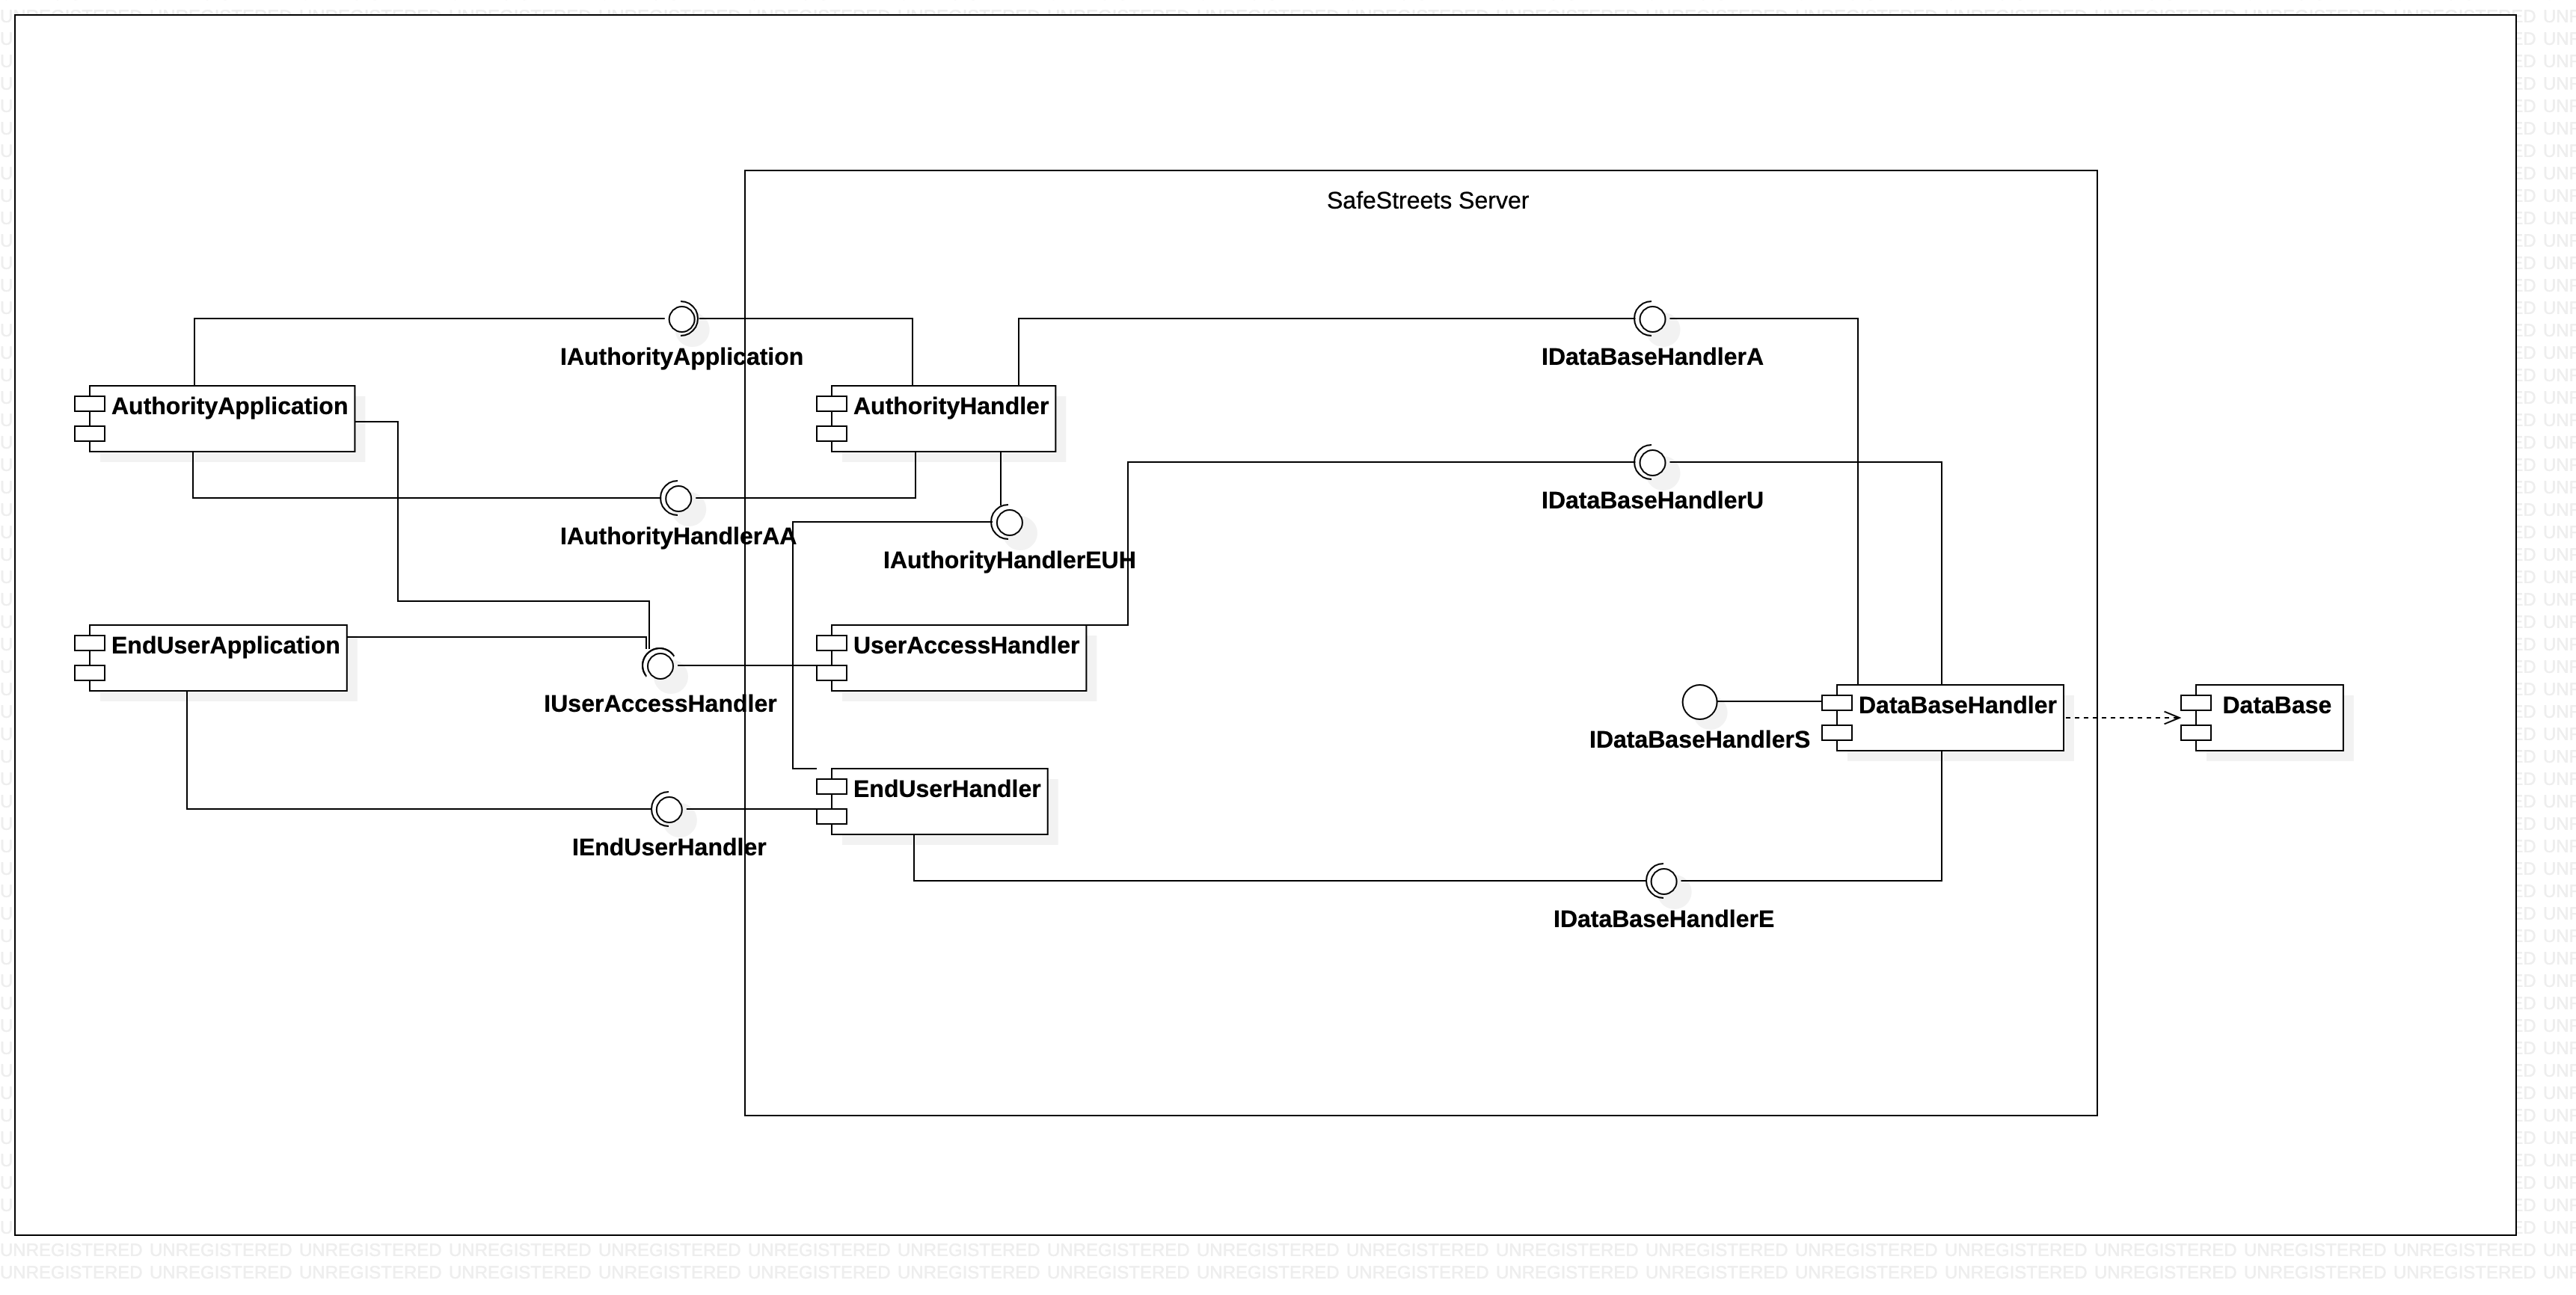 SafeStreets Server
IAuthorityApplication
IDataBaseHandlerA
AuthorityApplication
AuthorityHandler
IDataBaseHandlerU
IAuthorityHandlerAA
IAuthorityHandlerEUH
EndUserApplication
UserAccessHandler
IUserAccessHandler
DataBaseHandler
DataBase
IDataBaseHandlerS
EndUserHandler
IEndUserHandler
IDataBaseHandlerE
UNREGISTERED UNREGISTERED UNREGISTERED UNREGISTERED UNREGISTERED UNREGISTERED UNREGISTERED UNREGISTERED UNREGISTERED UNREGISTERED UNREGISTERED UNREGISTERED UNREGISTERED UNREGISTERED UNREGISTERED UNREGISTERED UNREGISTERED UNR
UNREGISTERED UNREGISTERED UNREGISTERED UNREGISTERED UNREGISTERED UNREGISTERED UNREGISTERED UNREGISTERED UNREGISTERED UNREGISTERED UNREGISTERED UNREGISTERED UNREGISTERED UNREGISTERED UNREGISTERED UNREGISTERED UNREGISTERED UNR